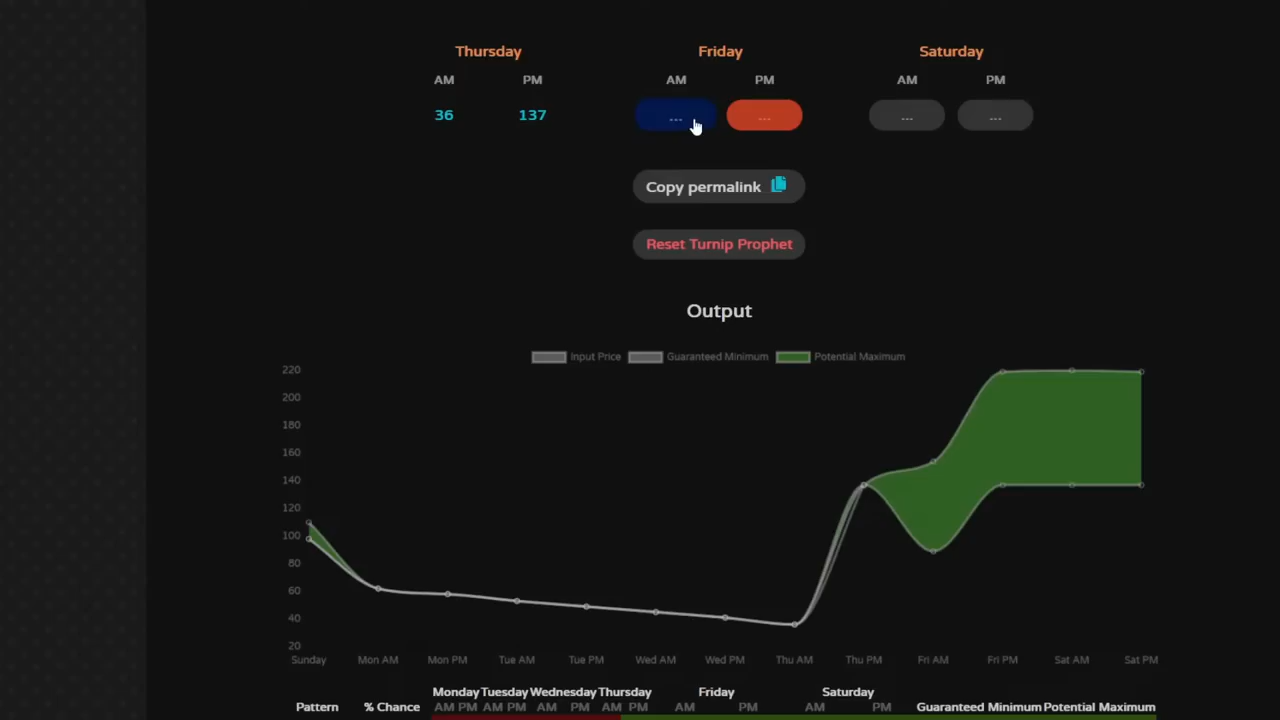 Thursday Friday Saturday
AM PM AM PM AM PM
36 137 ... ... ... ...
Copy permalink
Reset Turnip Prophet
Output
Input Price Guaranteed Minimum Potential Maximum
220
200
180
160
140
120
100
80
60
40
20
Sunday Mon AM Mon PM Tue AM Tue PM Wed AM Wed PM Thu AM Thu PM Fri AM Fri PM Sat AM Sat PM
Monday Tuesday Wednesday Thursday Friday Saturday
Pattern % Chance AM PM AM PM AM PM AM PM AM PM AM PM Guaranteed Minimum Potential Maximum